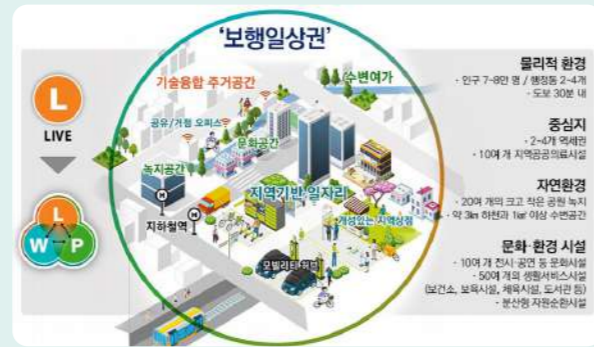 '보행일상권'
기술융합 주거공간
수변여가
공유/거점 오피스
문화공간
녹지공간
지역기반 일자리
지하철역
개성있는 지역상점
모빌리티 허브
L
LIVE
L
W
P
물리적 환경
· 인구 7-8만 명 / 행정동 2-4개
· 도보 30분 내
중심지
· 2-4개 역세권
· 10여 개 지역공공의료시설
자연환경
· 20여 개의 크고 작은 공원 녹지
· 약 3km 하천과 1㎢ 이상 수변공간
문화·환경 시설
· 10여 개 전시·공연 등 문화시설
· 50여 개의 생활서비스시설
(보건소, 보육시설, 체육시설, 도서관 등)
· 분산형 자원순환시설